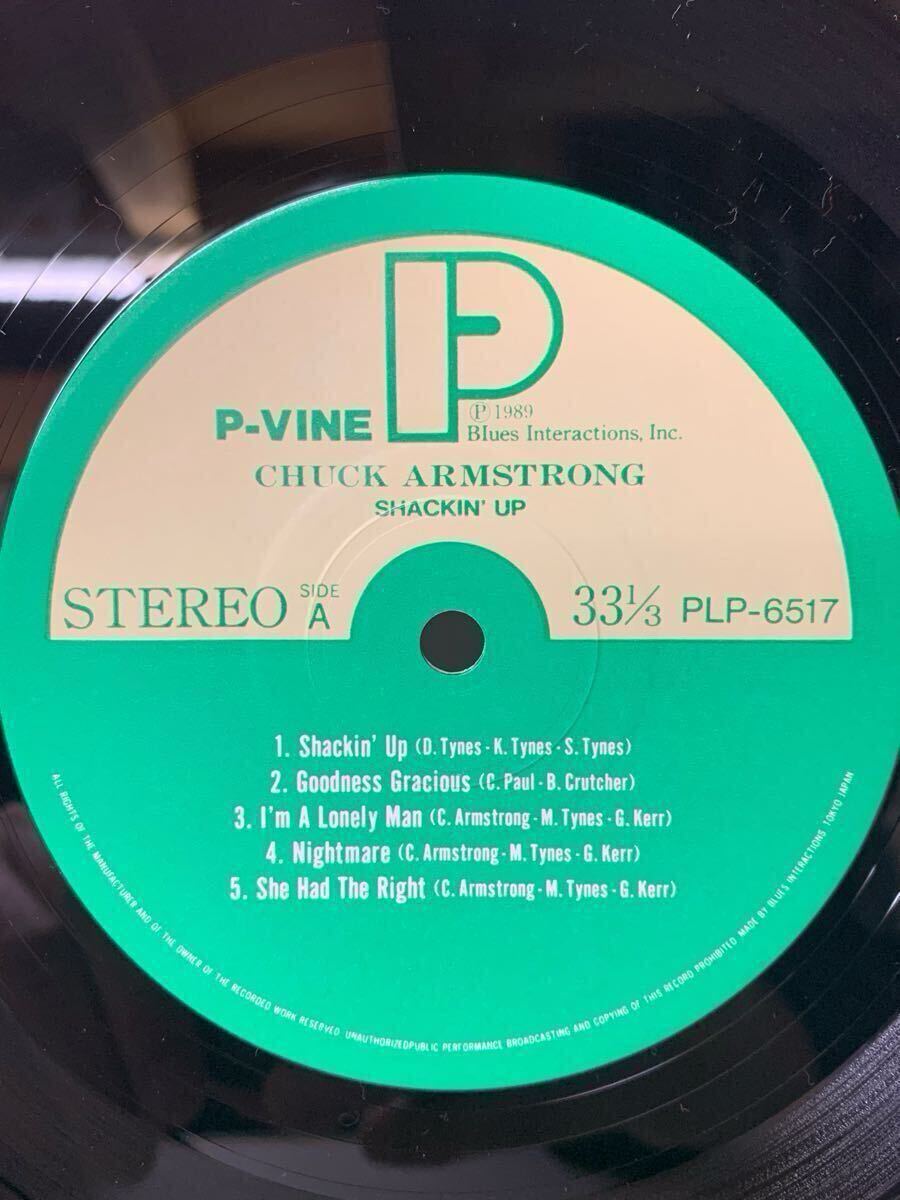 P
P-VINE
℗ 1989
Blues Interactions, Inc.
CHUCK ARMSTRONG
SHACKIN' UP
STEREO SIDE A 33⅓ PLP-6517
1. Shackin' Up (D. Tynes - K. Tynes - S. Tynes)
2. Goodness Gracious (C. Paul - B. Crutcher)
3. I'm A Lonely Man (C. Armstrong - M. Tynes - G. Kerr)
4. Nightmare (C. Armstrong - M. Tynes - G. Kerr)
5. She Had The Right (C. Armstrong - M. Tynes - G. Kerr)
ALL RIGHTS OF THE MANUFACTURER AND OF THE OWNER OF THE RECORDED WORK RESERVED UNAUTHORIZEDPUBLIC PERFORMANCE BROADCASTING AND COPYING OF THIS RECORD PROHIBITED MADE BY BLUES INTERACTIONS TOKYO JAPAN